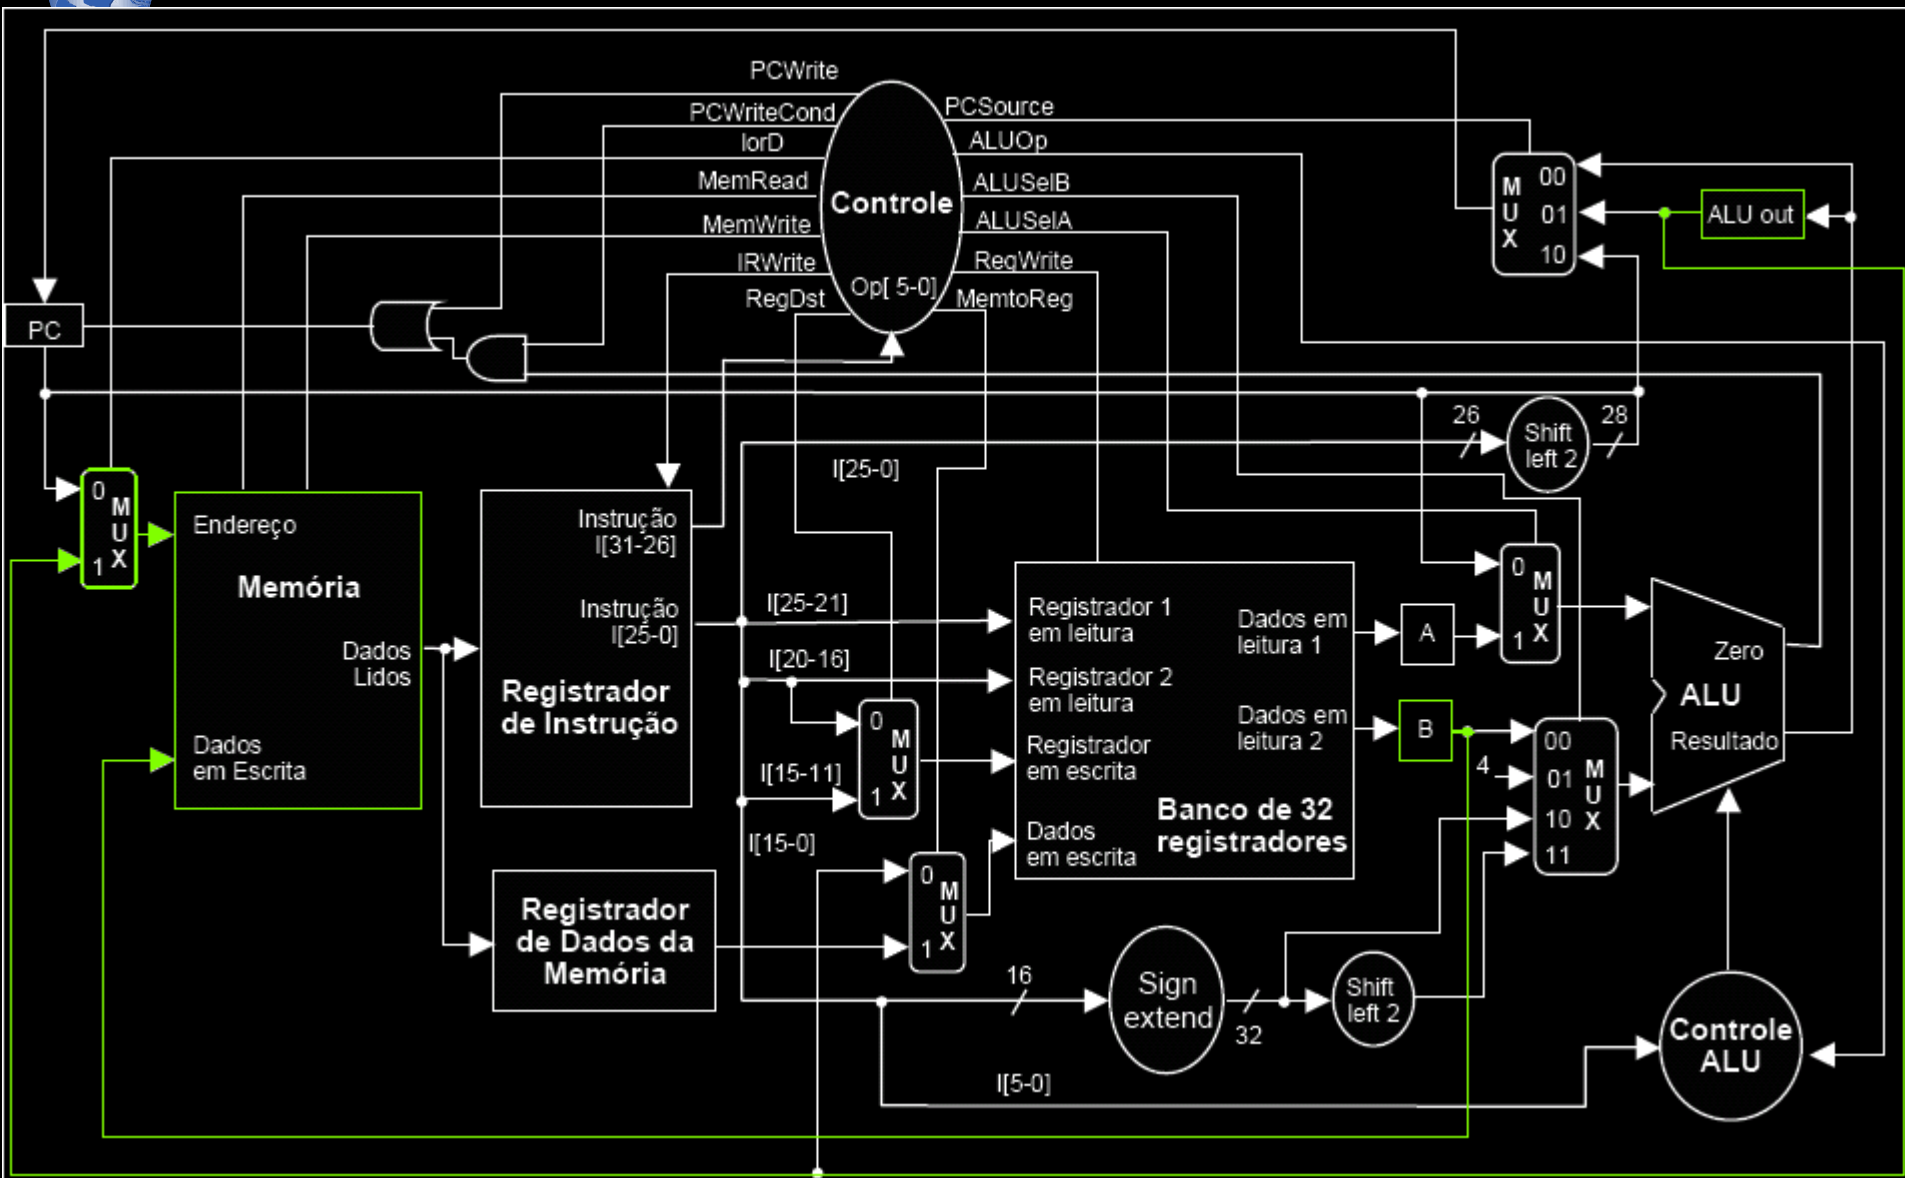 PCWrite
PCWriteCond
IorD
MemRead
MemWrite
IRWrite
RegDst
PCSource
ALUOp
ALUSelB
ALUSelA
RegWrite
MemtoReg
Controle
Op[ 5-0]
M
U
X
00
01
10
ALU out
PC
26
Shift
left 2
28
I[25-0]
0
1
M
U
X
Endereço
Memória
Dados
Lidos
Dados
em Escrita
Instrução
I[31-26]
Instrução
I[25-0]
Registrador
de Instrução
I[25-21]
I[20-16]
I[15-11]
I[15-0]
0
1
M
U
X
Registrador 1
em leitura
Registrador 2
em leitura
Registrador
em escrita
Dados
em escrita
Dados em
leitura 1
Dados em
leitura 2
Banco de 32
registradores
A
B
4
0
1
M
U
X
00
01
10
11
M
U
X
Zero
ALU
Resultado
Registrador
de Dados da
Memória
0
1
M
U
X
16
Sign
extend
32
Shift
left 2
I[5-0]
Controle
ALU